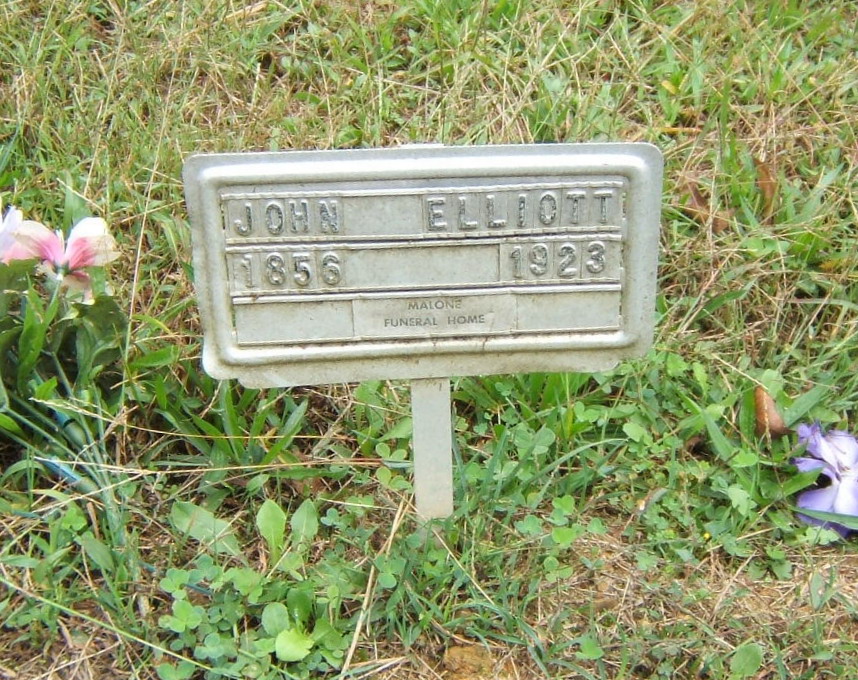 JOHN ELLIOTT
1856 1923
MALONE
FUNERAL HOME